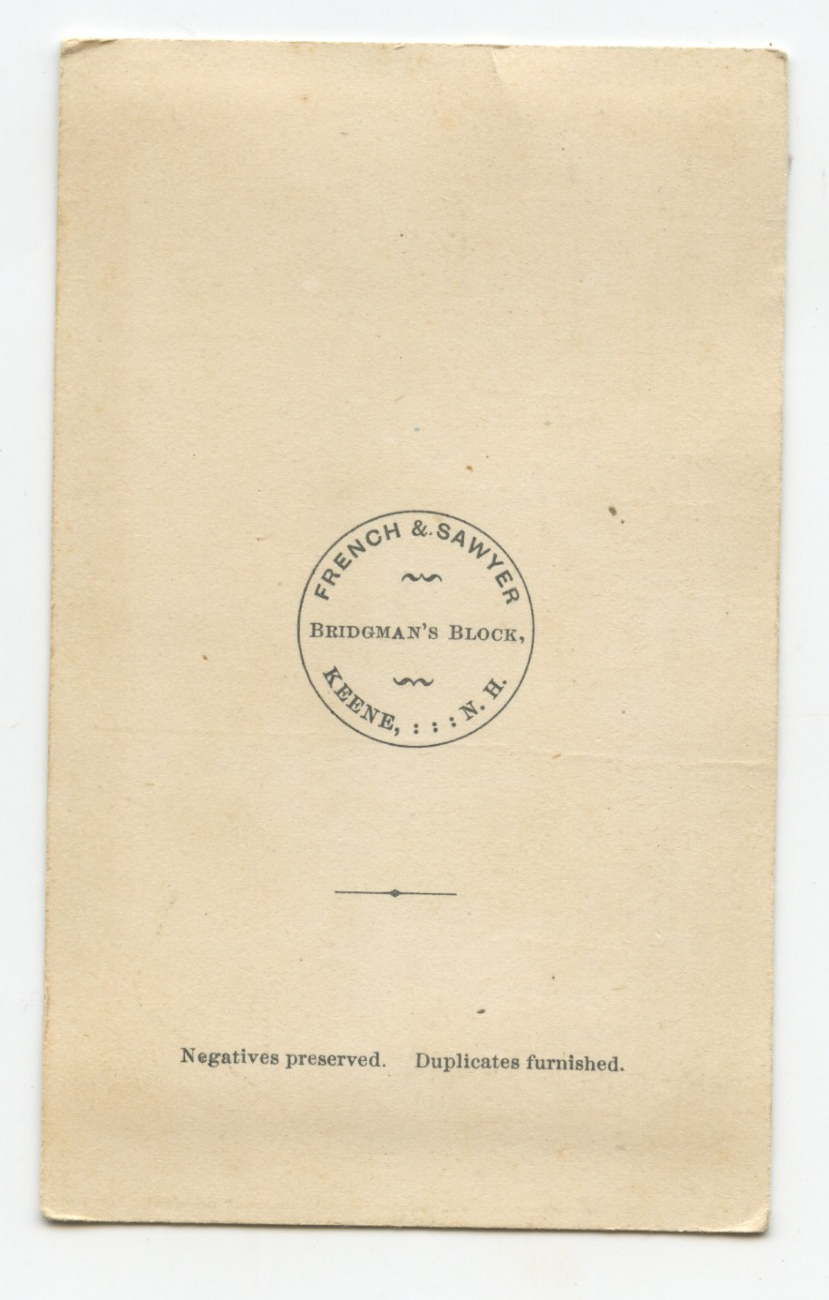 FRENCH & SAWYER
BRIDGMAN'S BLOCK,
KEENE, : : : N. H.
Negatives preserved. Duplicates furnished.